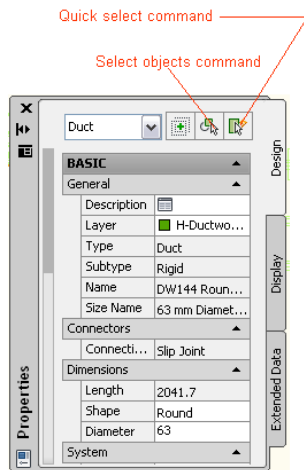 Quick select command
Select objects command
Duct
BASIC
General
Description
Layer H-Ductwo...
Type Duct
Subtype Rigid
Name DW144 Roun...
Size Name 63 mm Diamet...
Connectors
Connecti... Slip Joint
Dimensions
Length 2041.7
Shape Round
Diameter 63
System
Design
Display
Extended Data
Properties